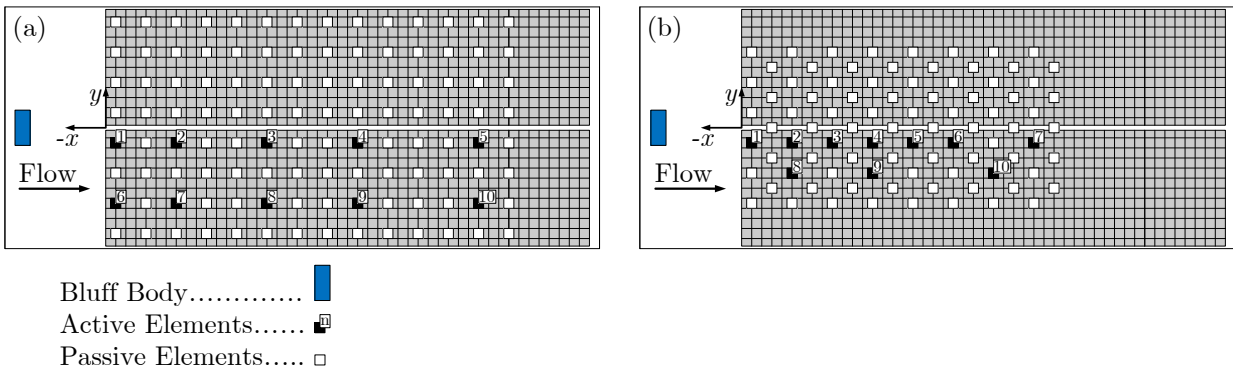 (a)
y
-x
Flow
1 2 3 4 5
6 7 8 9 10
(b)
y
-x
Flow
1 2 3 4 5 6 7
8 9 10
Bluff Body.............
Active Elements...... n
Passive Elements.....